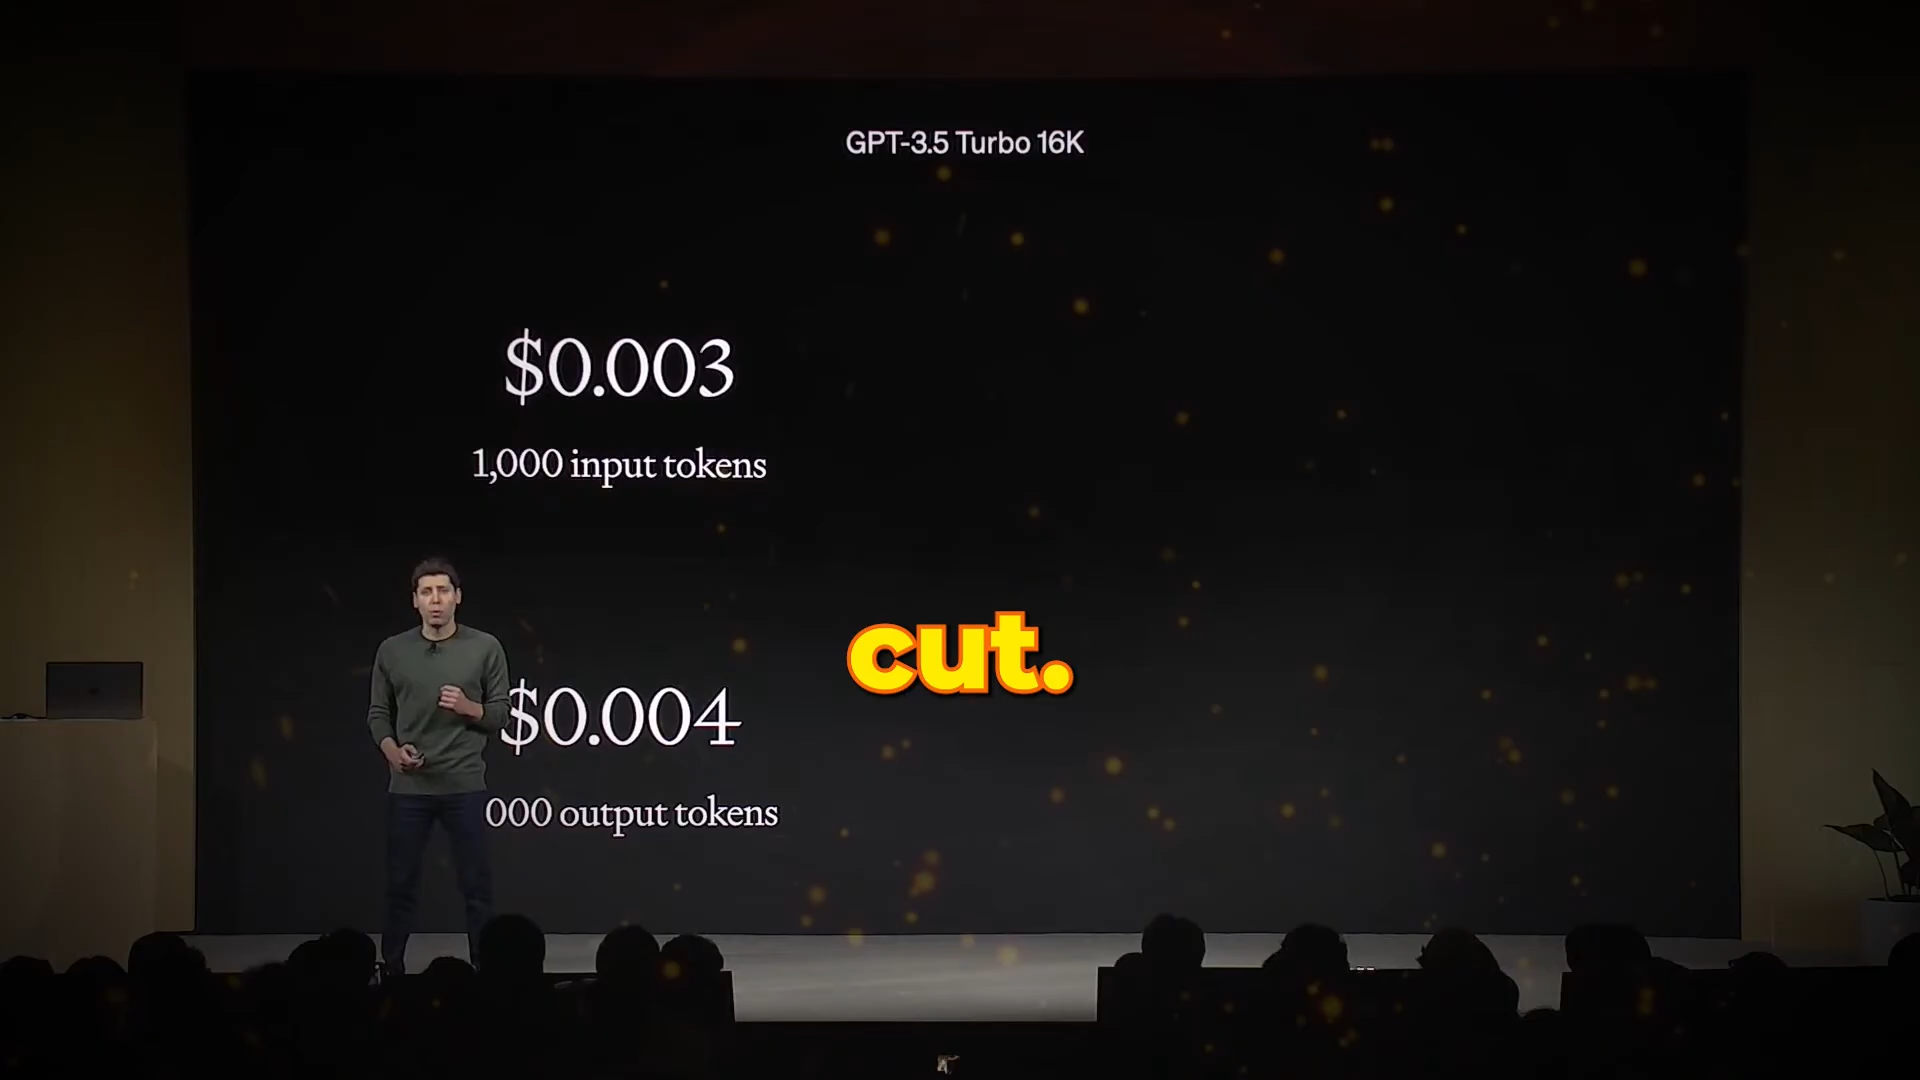 GPT-3.5 Turbo 16K
$0.003
1,000 input tokens
cut.
$0.004
000 output tokens